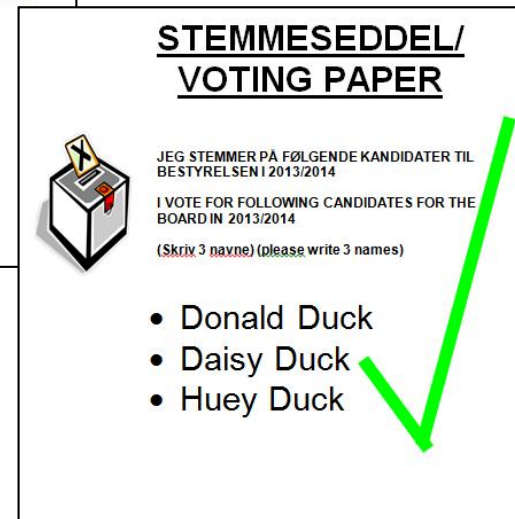 STEMMESEDDEL/
VOTING PAPER
JEG STEMMER PÅ FØLGENDE KANDIDATER TIL
BESTYRELSEN I 2013/2014
I VOTE FOR FOLLOWING CANDIDATES FOR THE
BOARD IN 2013/2014
(Skriv 3 navne) (please write 3 names)
• Donald Duck
• Daisy Duck
• Huey Duck